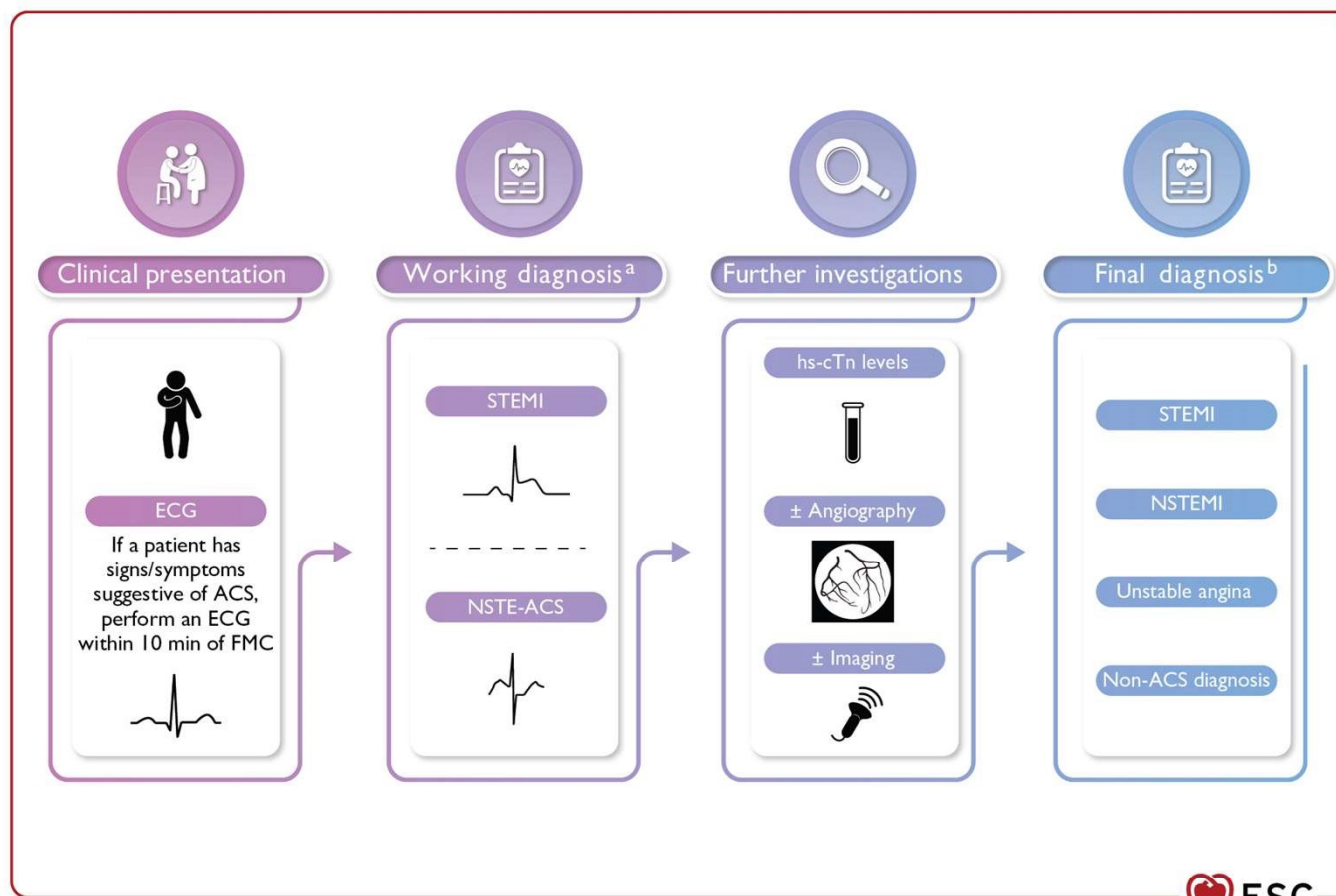 Clinical presentation
ECG
If a patient has
signs/symptoms
suggestive of ACS,
perform an ECG
within 10 min of FMC
Working diagnosisᵃ
STEMI
NSTE-ACS
Further investigations
hs-cTn levels
± Angiography
± Imaging
Final diagnosisᵇ
STEMI
NSTEMI
Unstable angina
Non-ACS diagnosis
ESC